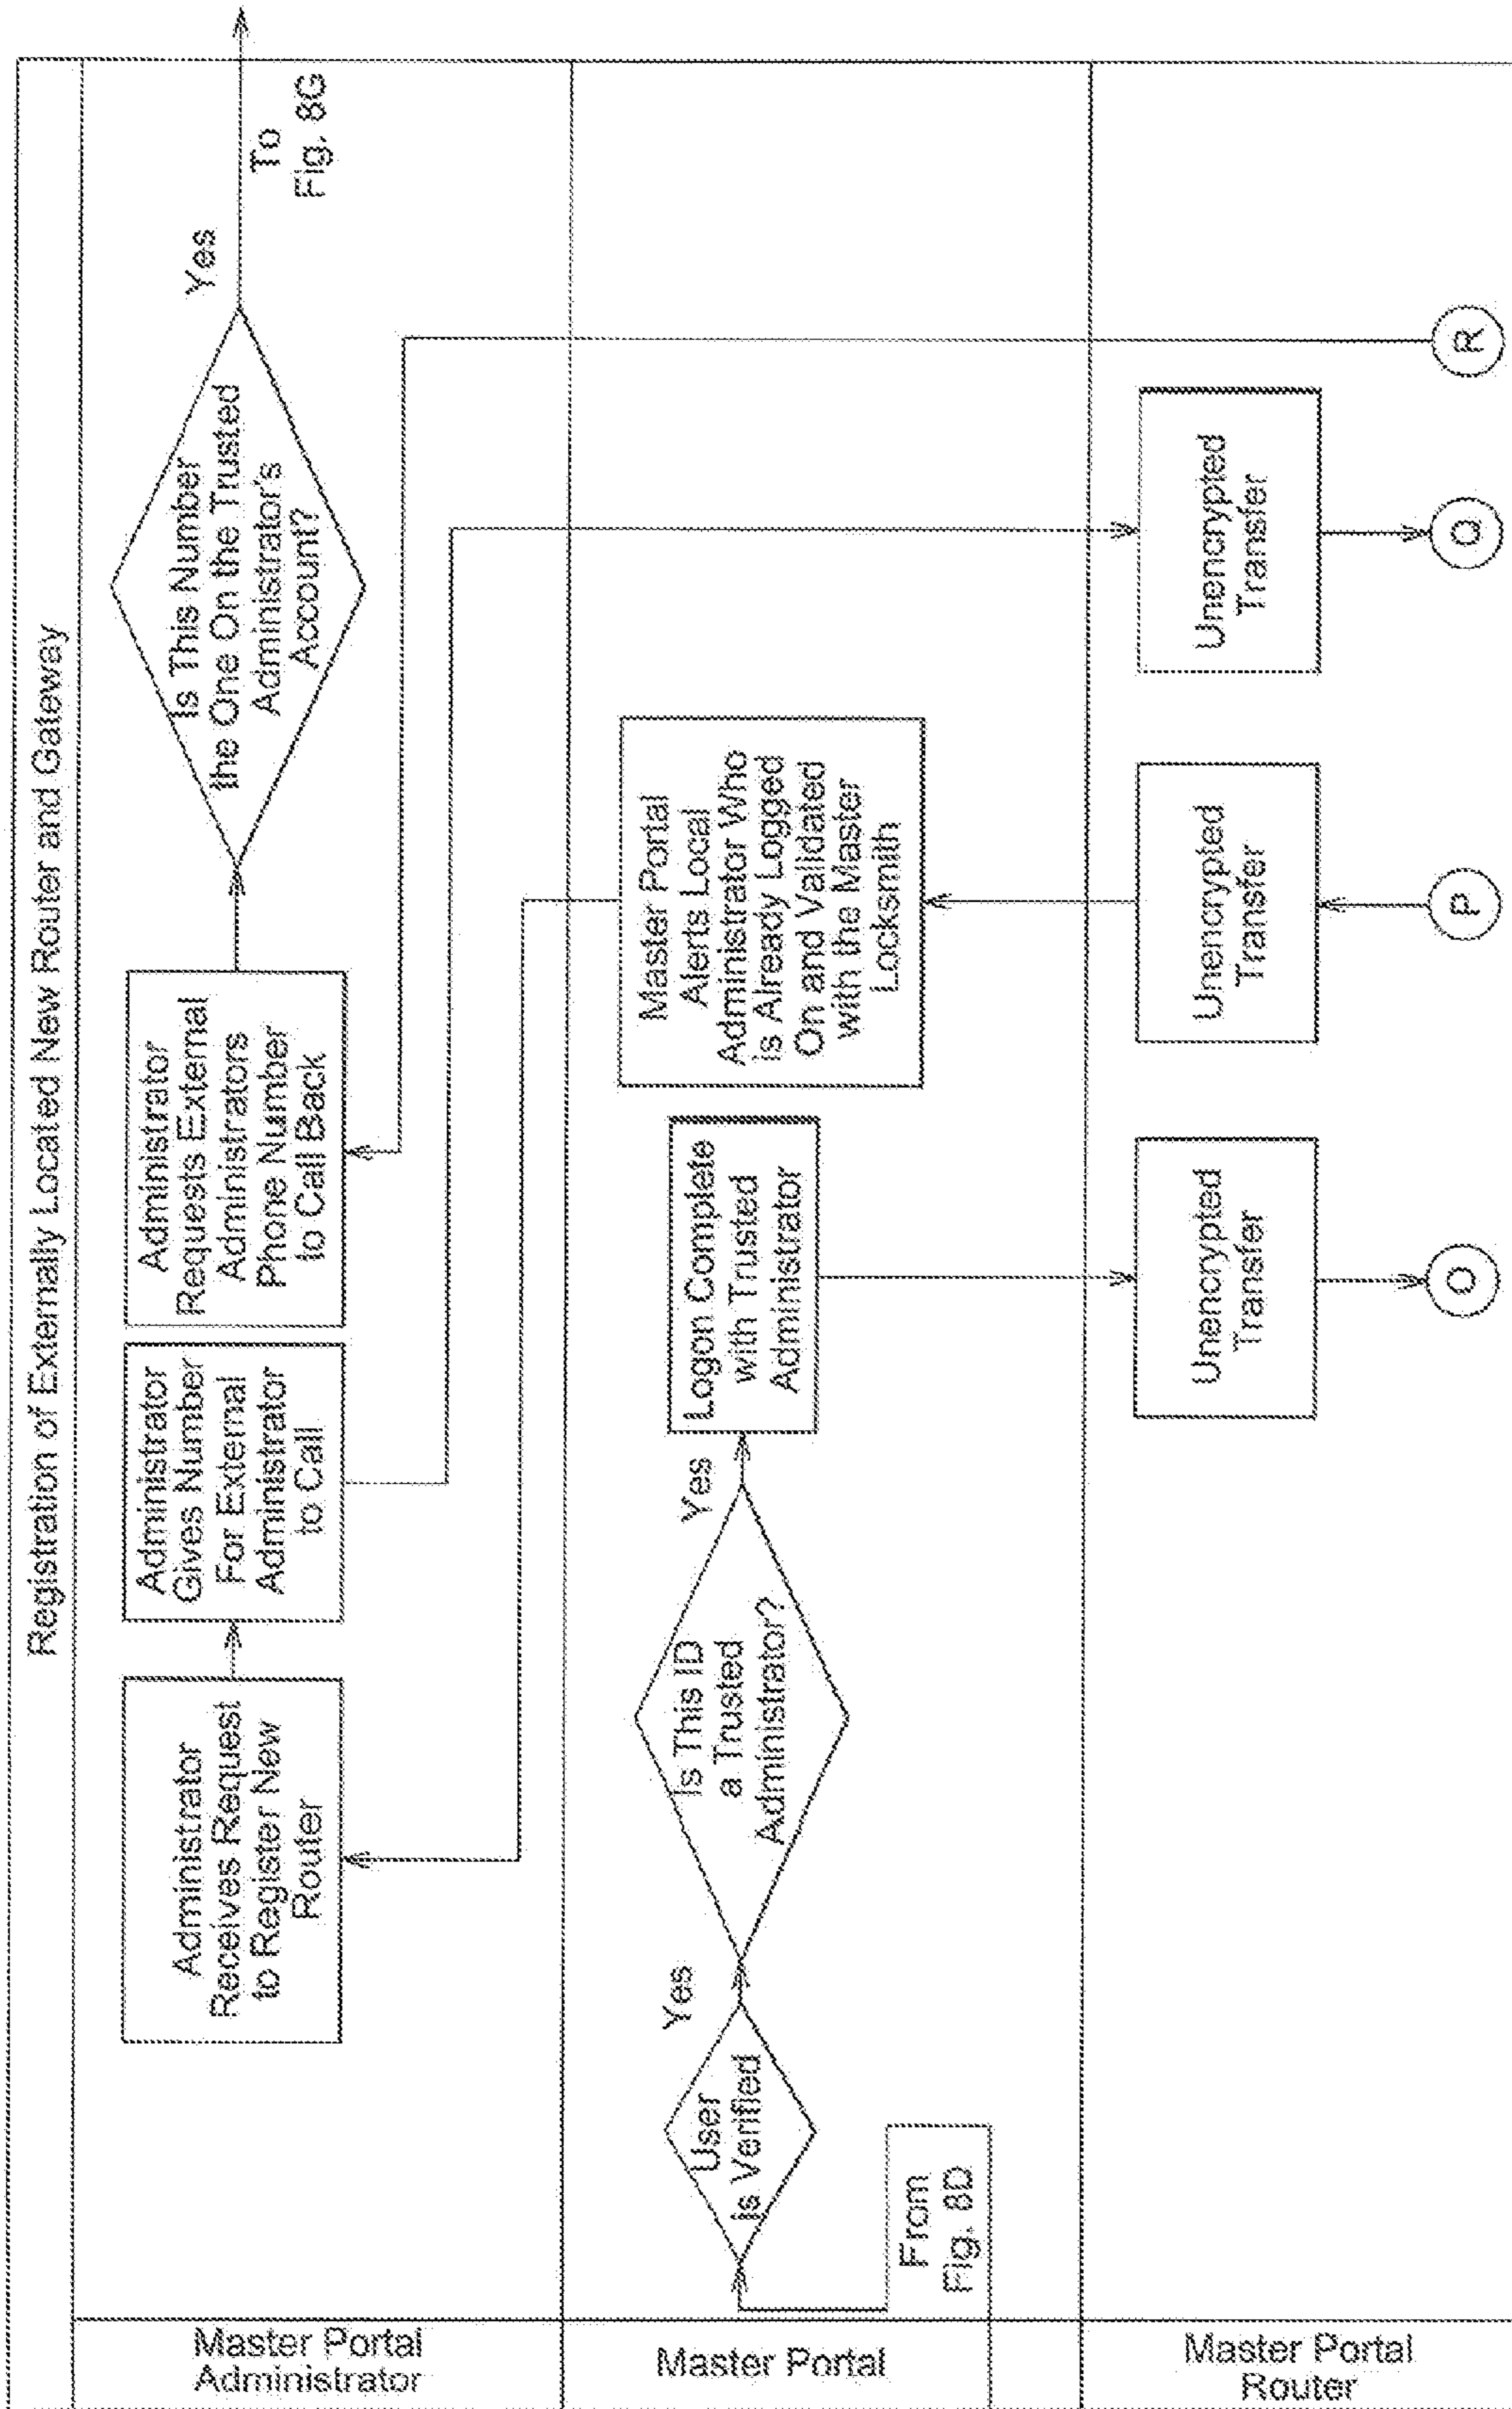 Registration of Externally Located New Router and Gateway
Master Portal
Administrator
Administrator
Receives Request
to Register New
Router
Administrator
Gives Number
For External
Administrator
to Call
Administrator
Requests External
Administrators
Phone Number
to Call Back
Is This Number
the One On the Trusted
Administrator's
Account?
Yes
To
Fig. 8G
Master Portal
From
Fig. 8D
User
is Verified
Yes
Is This ID
a Trusted
Administrator?
Yes
Logon Complete
with Trusted
Administrator
Master Portal
Alerts Local
Administrator Who
is Already Logged
On and Validated
with the Master
Locksmith
Master Portal
Router
Unencrypted
Transfer
O
Unencrypted
Transfer
P
Unencrypted
Transfer
Q
R